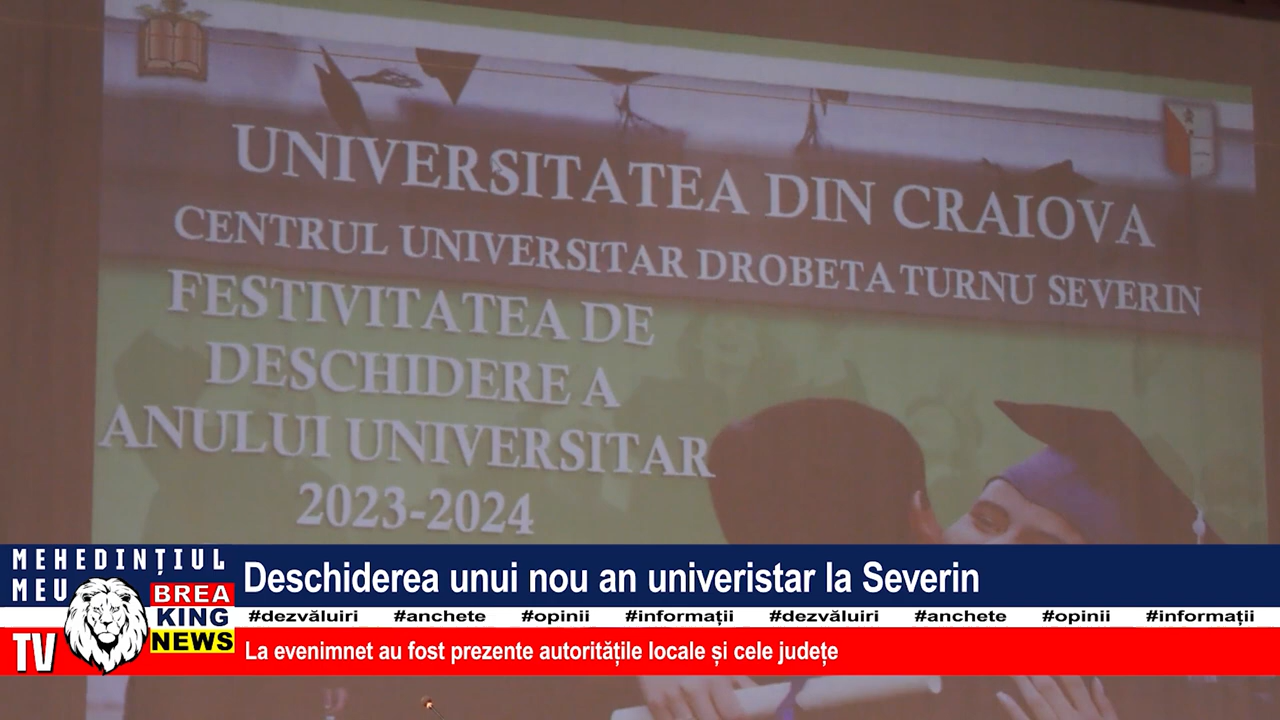 UNIVERSITATEA DIN CRAIOVA
CENTRUL UNIVERSITAR DROBETA TURNU SEVERIN
FESTIVITATEA DE
DESCHIDERE A
ANULUI UNIVERSITAR
2023-2024
MEHEDINȚIUL
MEU
TV
BREA
KING
NEWS
Deschiderea unui nou an univeristar la Severin
#dezvăluiri #anchete #opinii #informații #dezvăluiri #anchete #opinii #informații
La evenimnet au fost prezente autoritățile locale și cele județe